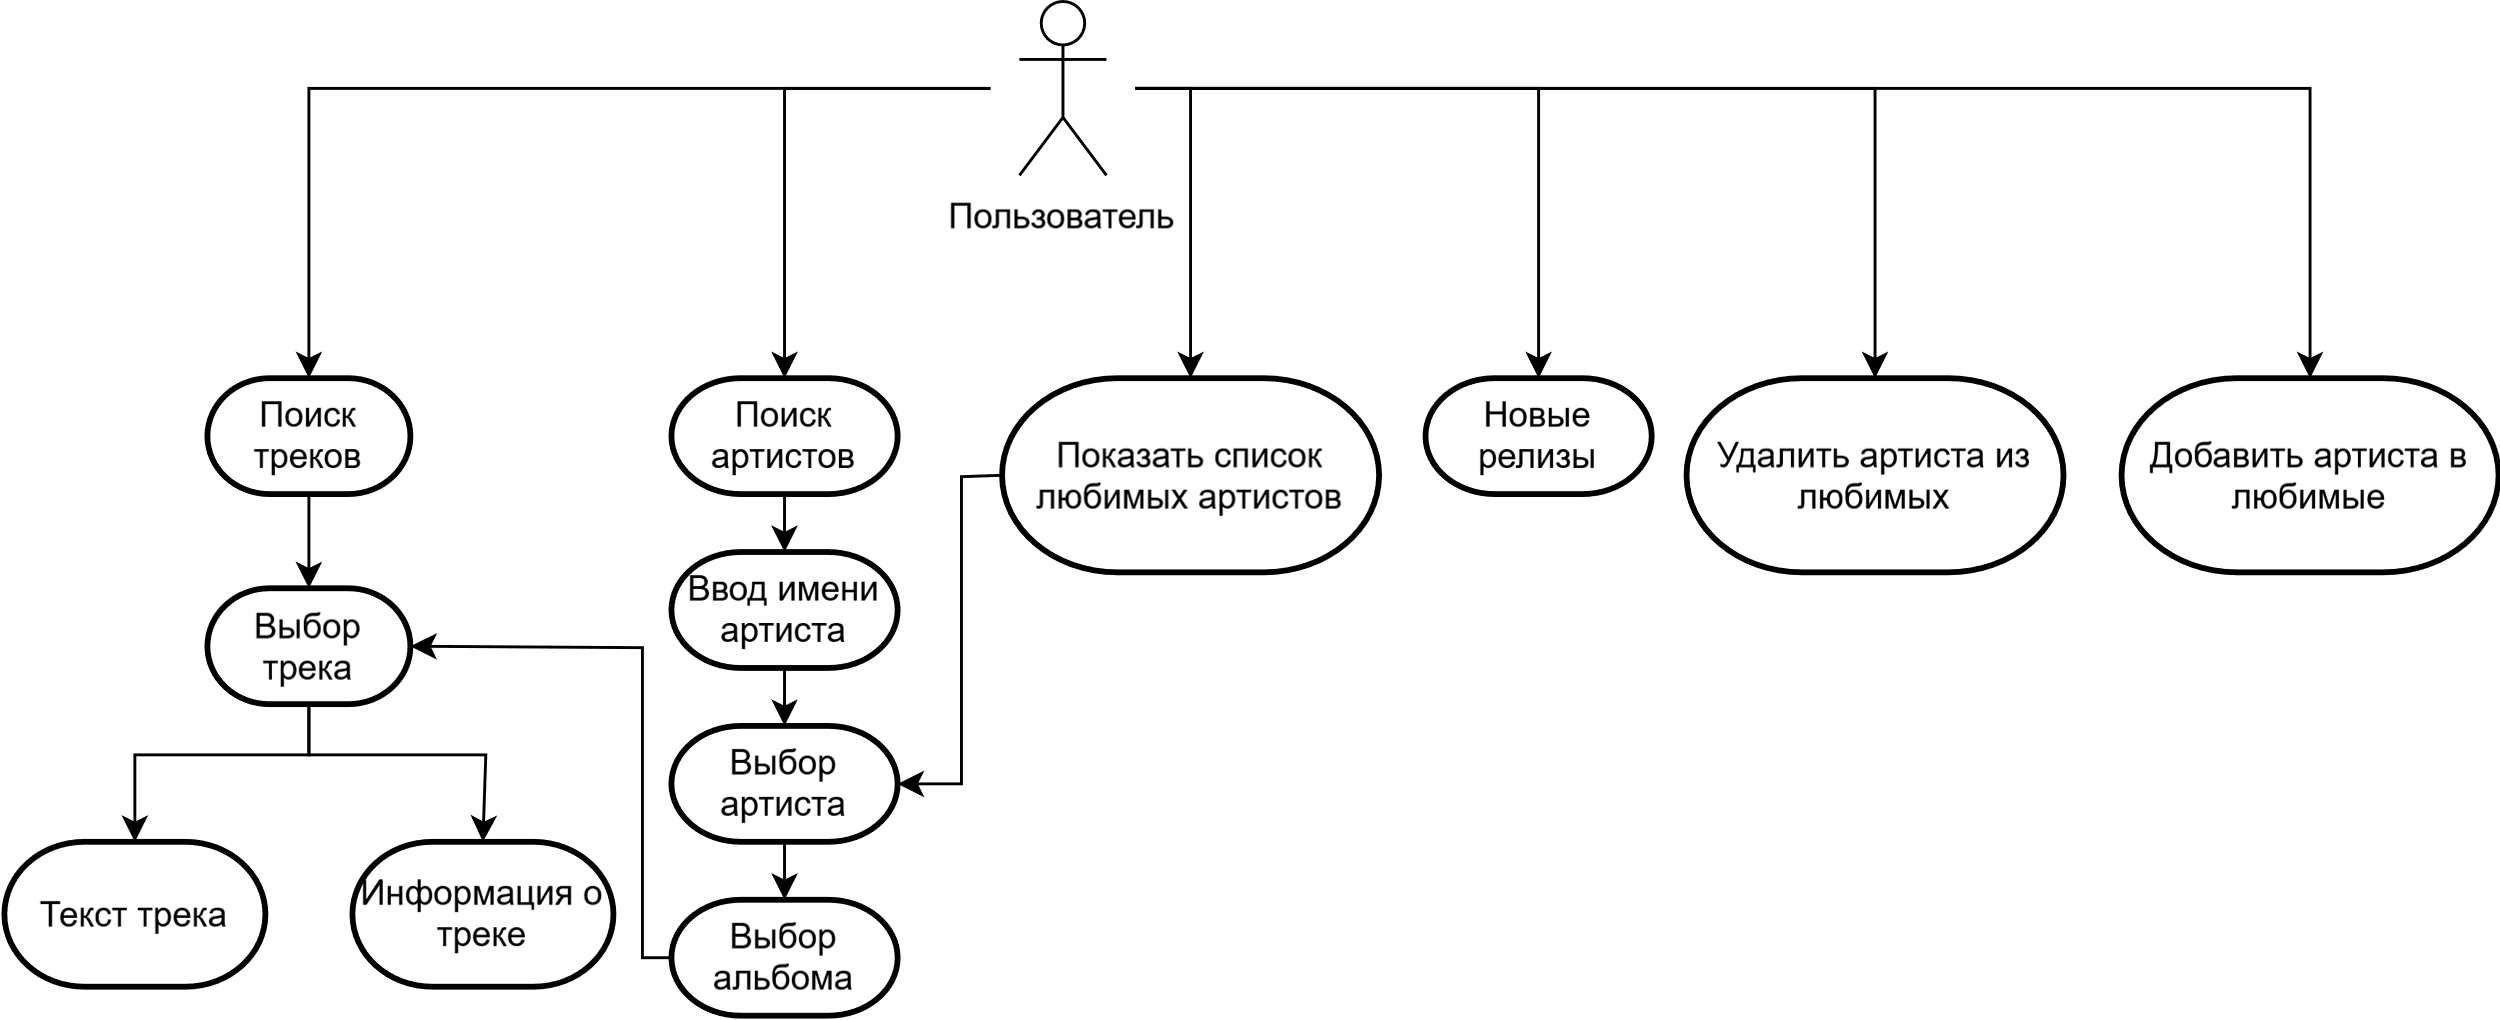 Пользователь
Поиск
треков
Поиск
артистов
Показать список
любимых артистов
Новые
релизы
Удалить артиста из
любимых
Добавить артиста в
любимые
Ввод имени
артиста
Выбор
трека
Выбор
артиста
Текст трека
Информация о
треке
Выбор
альбома